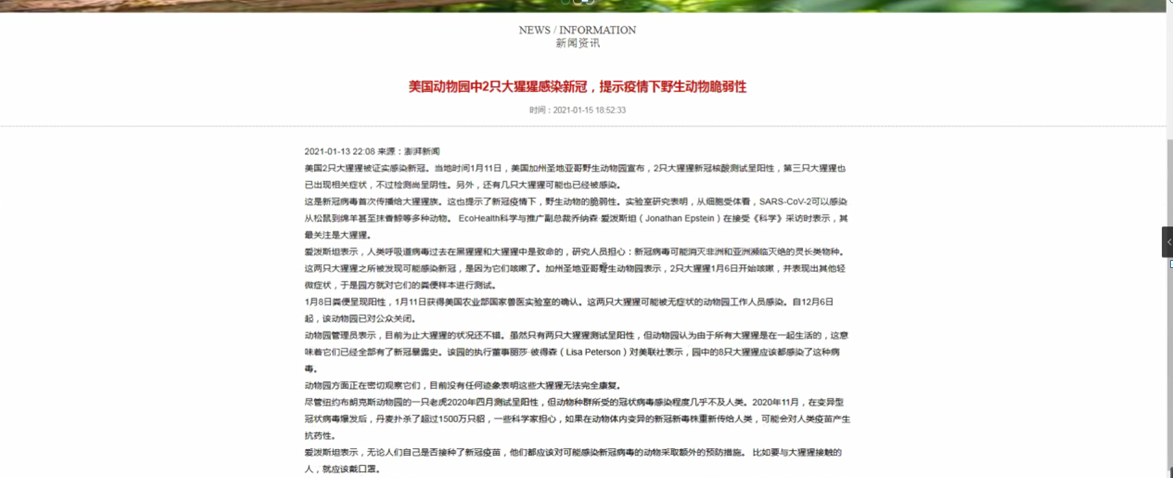 NEWS / INFORMATION
新闻资讯
美国动物园中2只大猩猩感染新冠，提示疫情下野生动物脆弱性
时间：2021-01-15 18:52:33
2021-01-13 22:08 来源：澎湃新闻
美国2只大猩猩被证实感染新冠。当地时间1月11日，美国加州圣地亚哥野生动物园宣布，2只大猩猩新冠核酸测试呈阳性，第三只大猩猩也
已出现相关症状，不过检测尚呈阴性。另外，还有几只大猩猩可能也已经被感染。
这是新冠病毒首次传播给大猩猩族。这也提示了新冠疫情下，野生动物的脆弱性。实验室研究表明，从细胞受体看，SARS-CoV-2可以感染
从松鼠到绵羊甚至抹香鲸等多种动物。 EcoHealth科学与推广副总裁乔纳森·爱泼斯坦（Jonathan Epstein）在接受《科学》采访时表示，其
最关注是大猩猩。
爱泼斯坦表示，人类呼吸道病毒过去在黑猩猩和大猩猩中是致命的，研究人员担心：新冠病毒可能消灭非洲和亚洲濒临灭绝的灵长类物种。
这两只大猩猩之所被发现可能感染新冠，是因为它们咳嗽了。加州圣地亚哥野生动物园表示，2只大猩猩1月6日开始咳嗽，并表现出其他轻
微症状，于是园方就对它们的粪便样本进行测试。
1月8日粪便呈现阳性，1月11日获得美国农业部国家兽医实验室的确认。这两只大猩猩可能被无症状的动物园工作人员感染。自12月6日
起，该动物园已对公众关闭。
动物园管理员表示，目前为止大猩猩的状况还不错。虽然只有两只大猩猩测试呈阳性，但动物园认为由于所有大猩猩是在一起生活的，这意
味着它们已经全部有了新冠暴露史。该园的执行董事丽莎·彼得森（Lisa Peterson）对美联社表示，园中的8只大猩猩应该都感染了这种病
毒。
动物园方面正在密切观察它们，目前没有任何迹象表明这些大猩猩无法完全康复。
尽管纽约布朗克斯动物园的一只老虎2020年四月测试呈阳性，但动物种群所受的冠状病毒感染程度几乎不及人类。2020年11月，在变异型
冠状病毒爆发后，丹麦扑杀了超过1500万只貂，一些科学家担心，如果在动物体内变异的新冠新毒株重新传给人类，可能会对人类疫苗产生
抗药性。
爱泼斯坦表示，无论人们自己是否接种了新冠疫苗，他们都应该对可能感染新冠病毒的动物采取额外的预防措施。 比如要与大猩猩接触的
人，就应该戴口罩。